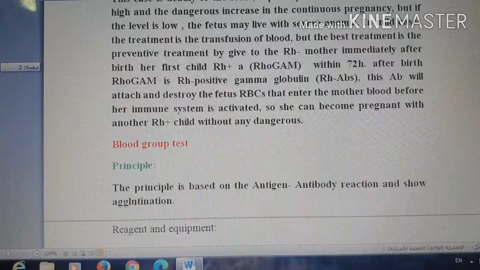 Made With
KINEMASTER
high and the dangerous increase in the continuous pregnancy, but if
the level is low , the fetus may live with
the treatment is the transfusion of blood, but the best treatment is the
preventive treatment by give to the Rh- mother immediately after
birth her first child Rh+ a (RhoGAM) within 72h. after birth
RhoGAM is Rh-positive gamma globulin (Rh-Abs), this Ab will
attach and destroy the fetus RBCs that enter the mother blood before
her immune system is activated, so she can become pregnant with
another Rh+ child without any dangerous.
Blood group test
Principle:
The principle is based on the Antigen- Antibody reaction and show
agglutination.
Reagent and equipment:
EN